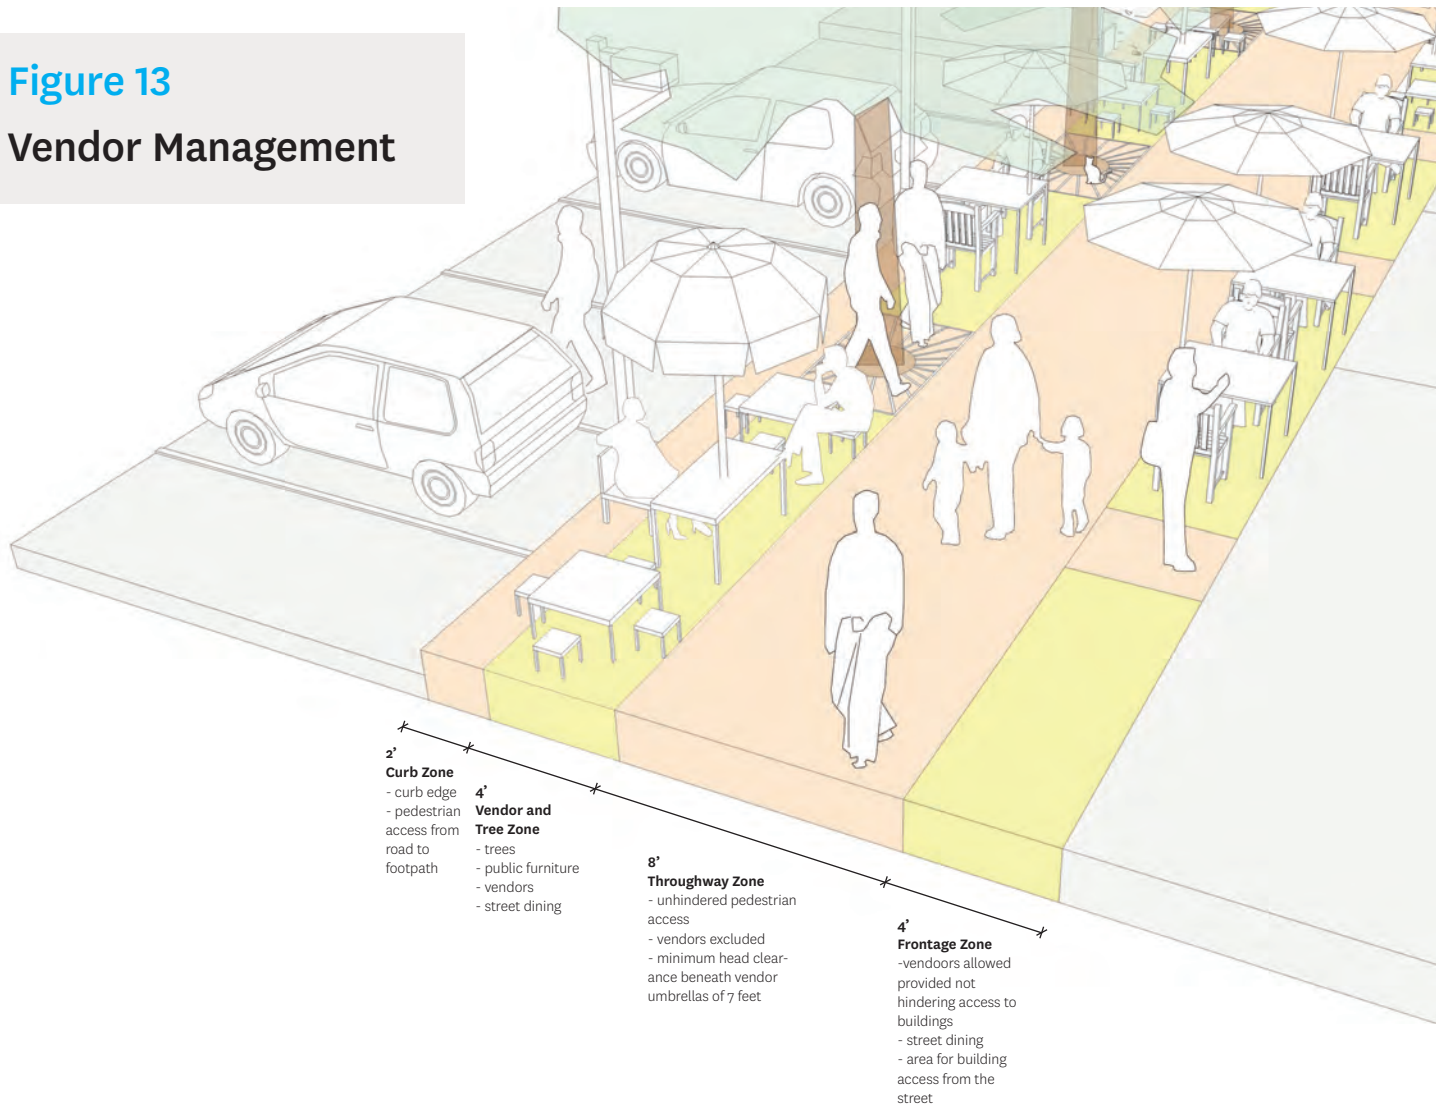 Figure 13
Vendor Management
2’
Curb Zone
- curb edge
- pedestrian
access from
road to
footpath
4’
Vendor and
Tree Zone
- trees
- public furniture
- vendors
- street dining
8’
Throughway Zone
- unhindered pedestrian
access
- vendors excluded
- minimum head clear-
ance beneath vendor
umbrellas of 7 feet
4’
Frontage Zone
-vendoors allowed
provided not
hindering access to
buildings
- street dining
- area for building
access from the
street